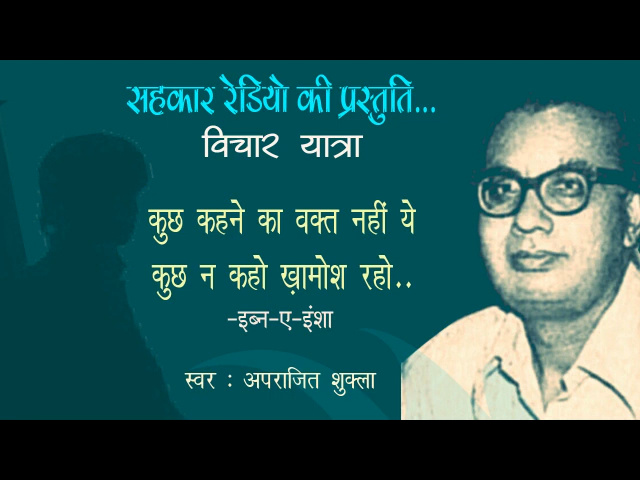 सहकार रेडियो की प्रस्तुति...
विचार यात्रा
कुछ कहने का वक्त नहीं ये
कुछ न कहो ख़ामोश रहो..
-इब्न-ए-इंशा
स्वर : अपराजित शुक्ला